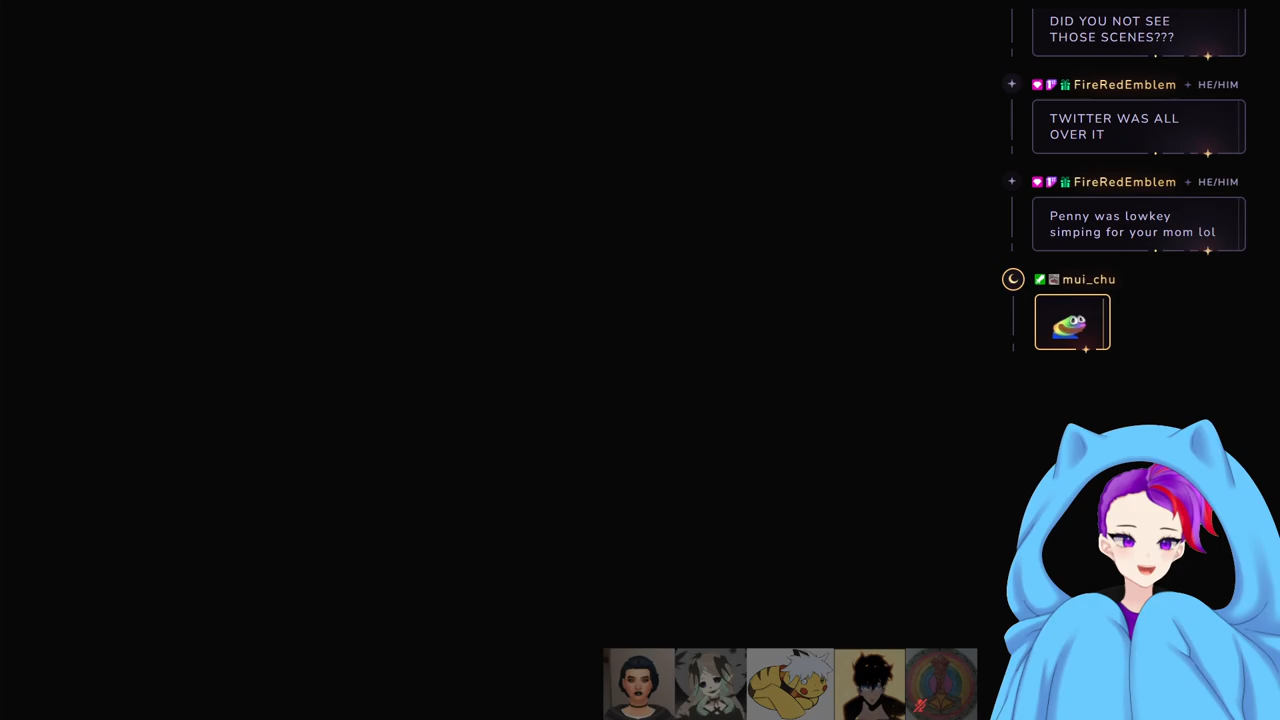 DID YOU NOT SEE
THOSE SCENES???
FireRedEmblem HE/HIM
TWITTER WAS ALL
OVER IT
FireRedEmblem HE/HIM
Penny was lowkey
simping for your mom lol
mui_chu